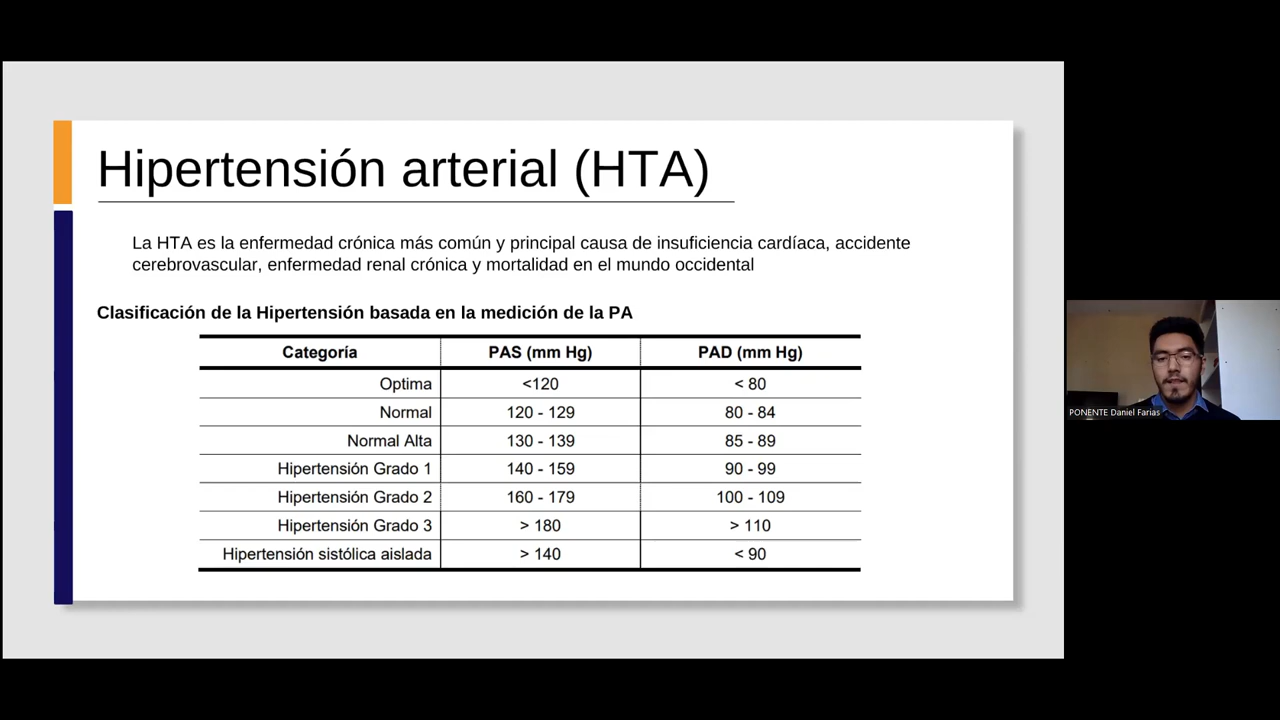 Hipertensión arterial (HTA)
La HTA es la enfermedad crónica más común y principal causa de insuficiencia cardíaca, accidente
cerebrovascular, enfermedad renal crónica y mortalidad en el mundo occidental
Clasificación de la Hipertensión basada en la medición de la PA
Categoría PAS (mm Hg) PAD (mm Hg)
Optima <120 < 80
Normal 120 - 129 80 - 84
Normal Alta 130 - 139 85 - 89
Hipertensión Grado 1 140 - 159 90 - 99
Hipertensión Grado 2 160 - 179 100 - 109
Hipertensión Grado 3 > 180 > 110
Hipertensión sistólica aislada > 140 < 90
PONENTE Daniel Farias